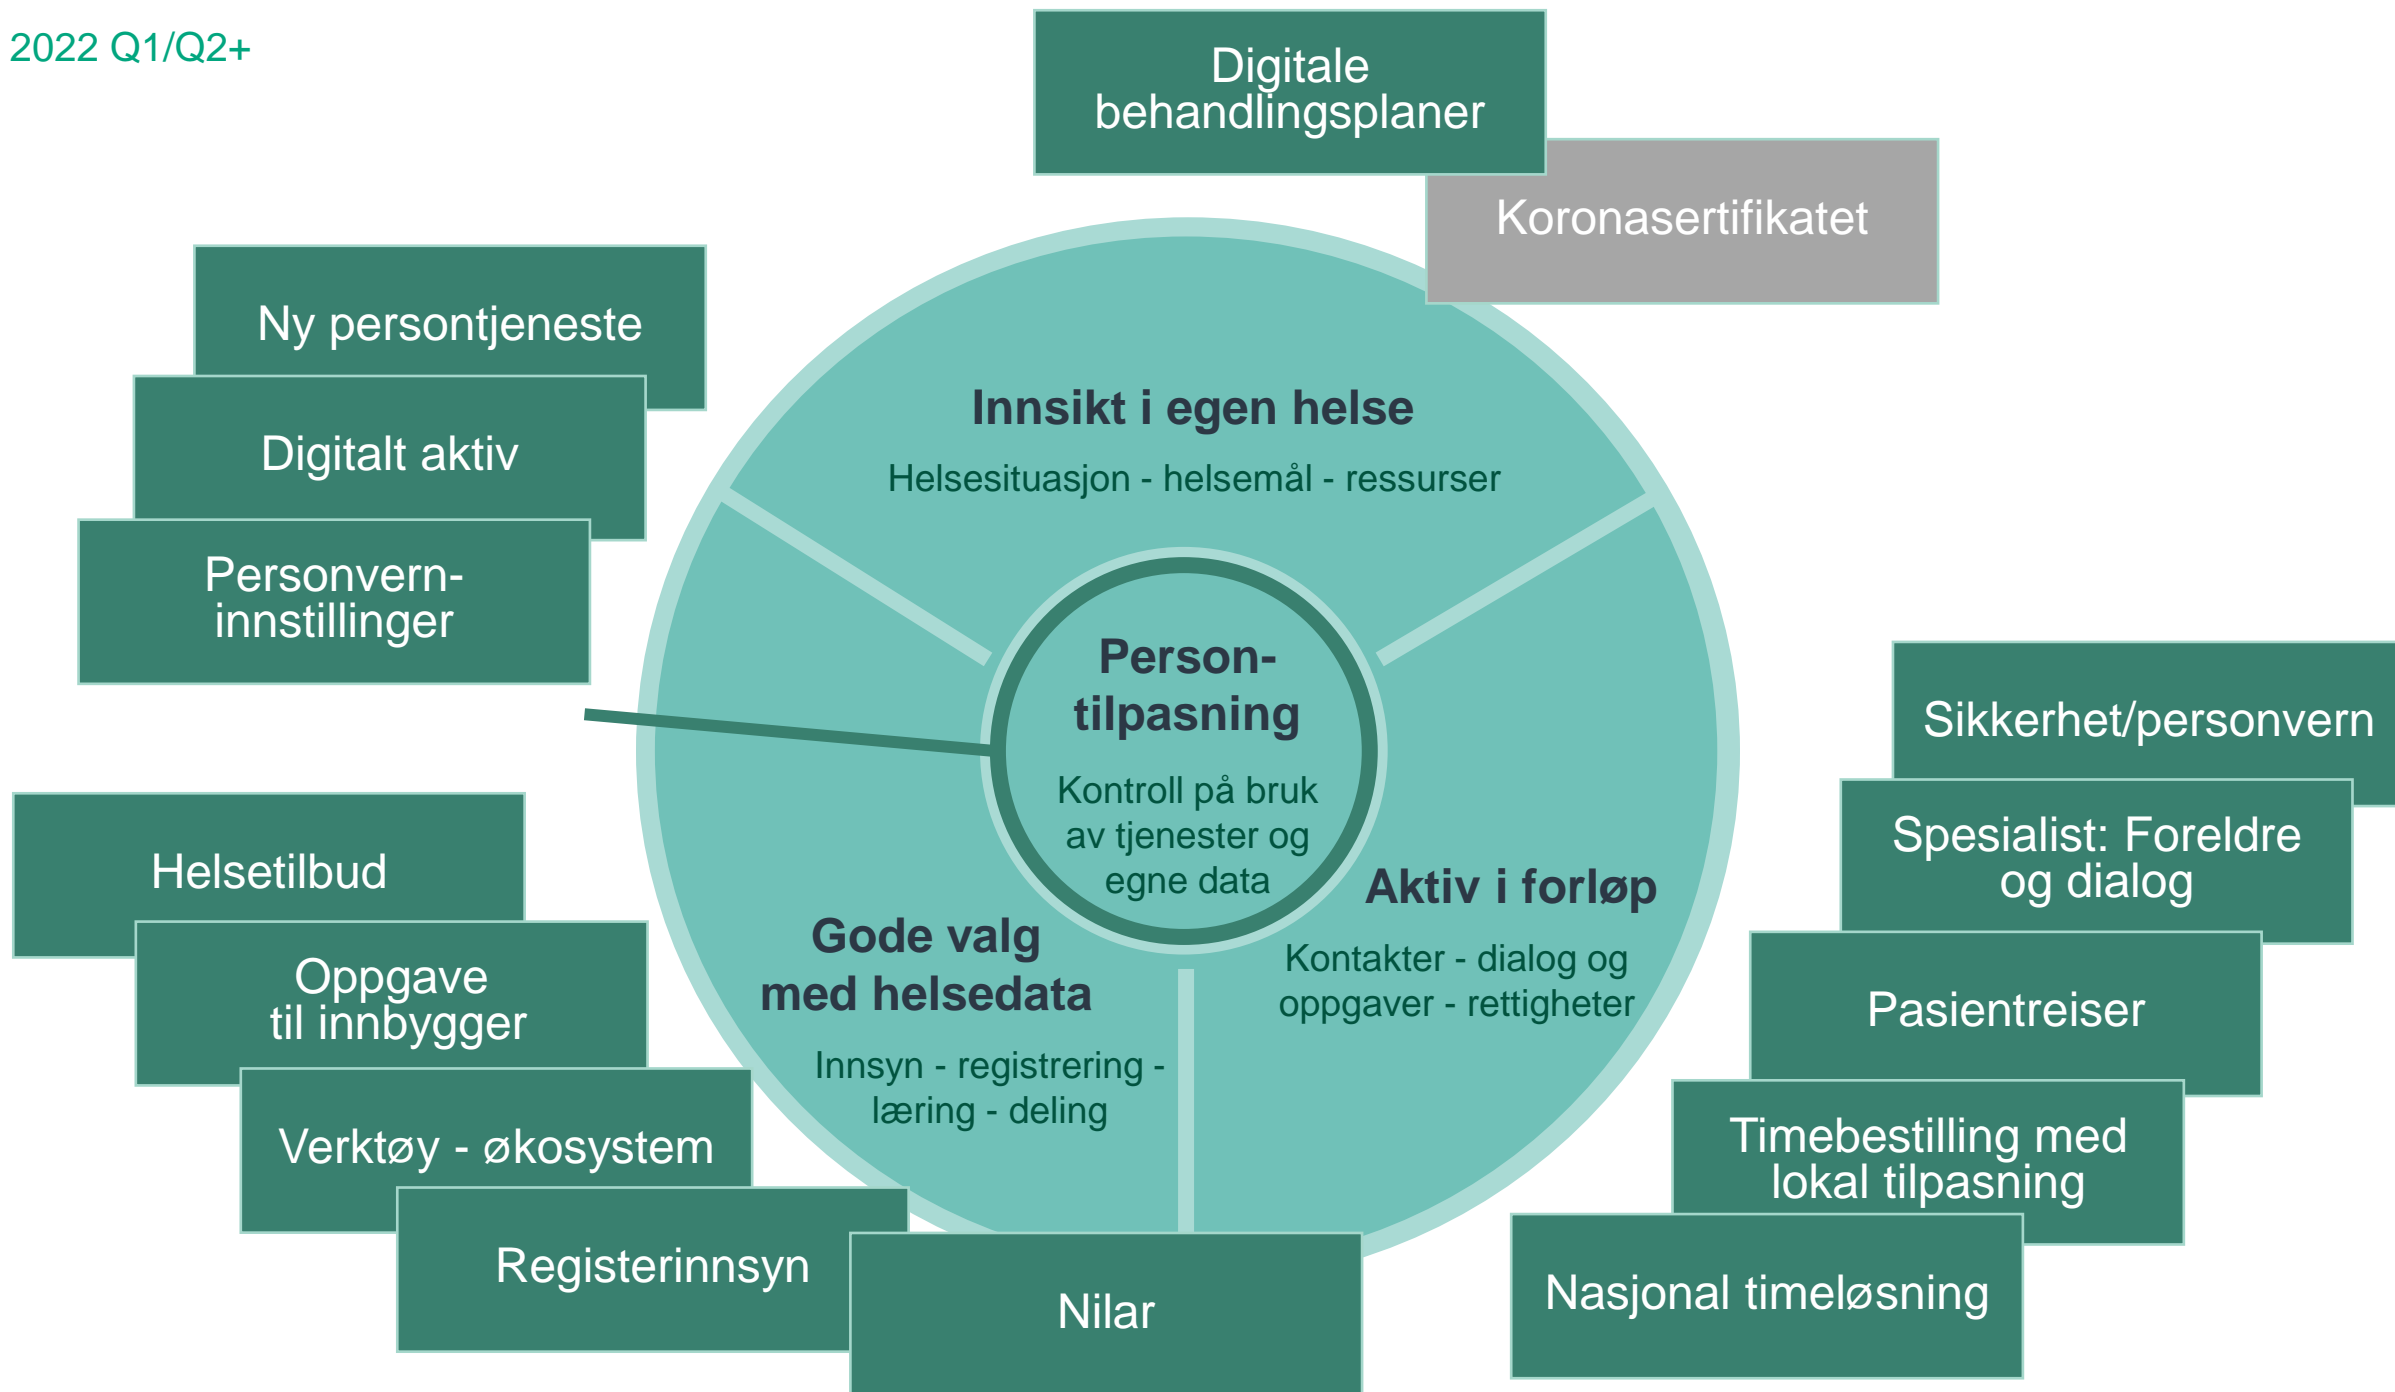 2022 Q1/Q2+
Digitale
behandlingsplaner
Koronasertifikatet
Ny persontjeneste
Digitalt aktiv
Personvern-
innstillinger
Innsikt i egen helse
Helsesituasjon - helsemål - ressurser
Person-
tilpasning
Kontroll på bruk
av tjenester og
egne data
Sikkerhet/personvern
Spesialist: Foreldre
og dialog
Pasientreiser
Timebestilling med
lokal tilpasning
Nasjonal timeløsning
Aktiv i forløp
Kontakter - dialog og
oppgaver - rettigheter
Gode valg
med helsedata
Innsyn - registrering -
læring - deling
Helsetilbud
Oppgave
til innbygger
Verktøy - økosystem
Registerinnsyn
Nilar